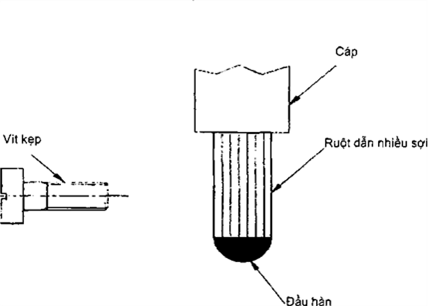 Cáp
Vít kẹp
Ruột dẫn nhiều sợi
Đầu hàn